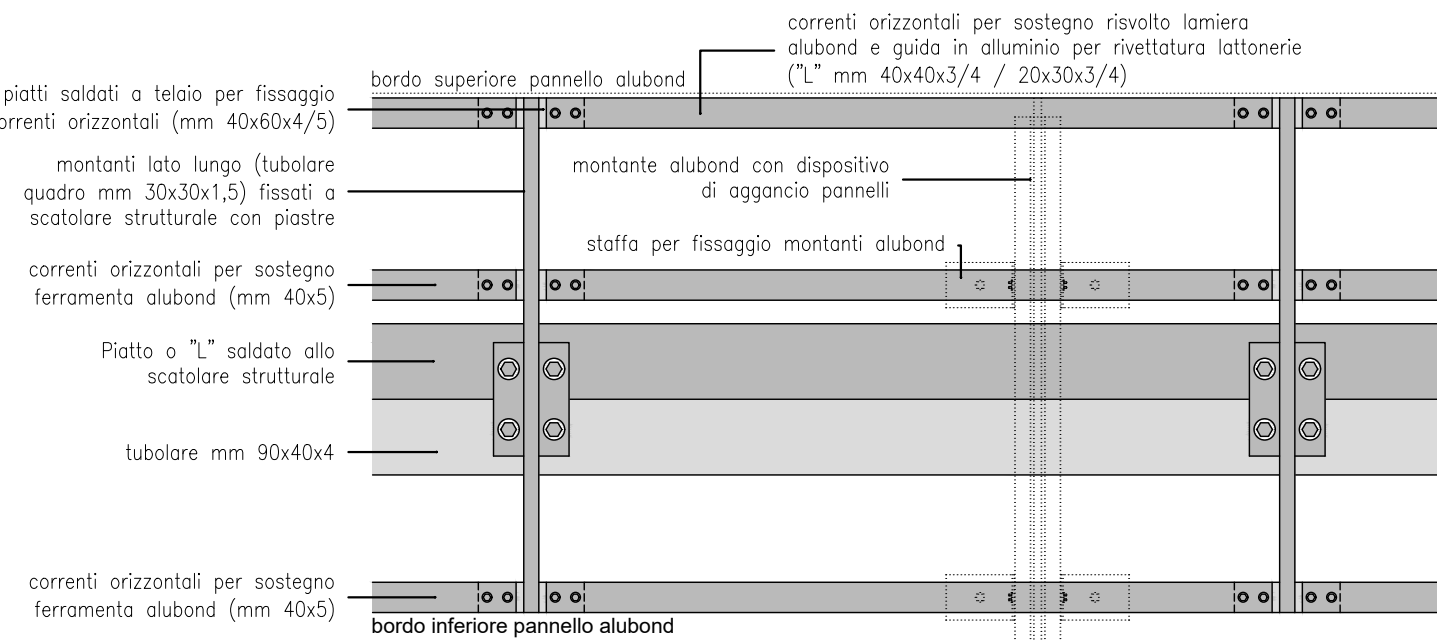 correnti orizzontali per sostegno risvolto lamiera
alubond e guida in alluminio per rivettatura lattonerie
("L" mm 40x40x3/4 / 20x30x3/4)
bordo superiore pannello alubond
piatti saldati a telaio per fissaggio
orrenti orizzontali (mm 40x60x4/5)
montanti lato lungo (tubolare
quadro mm 30x30x1,5) fissati a
scatolare strutturale con piastre
montante alubond con dispositivo
di aggancio pannelli
staffa per fissaggio montanti alubond
correnti orizzontali per sostegno
ferramenta alubond (mm 40x5)
Piatto o "L" saldato allo
scatolare strutturale
tubolare mm 90x40x4
correnti orizzontali per sostegno
ferramenta alubond (mm 40x5)
bordo inferiore pannello alubond